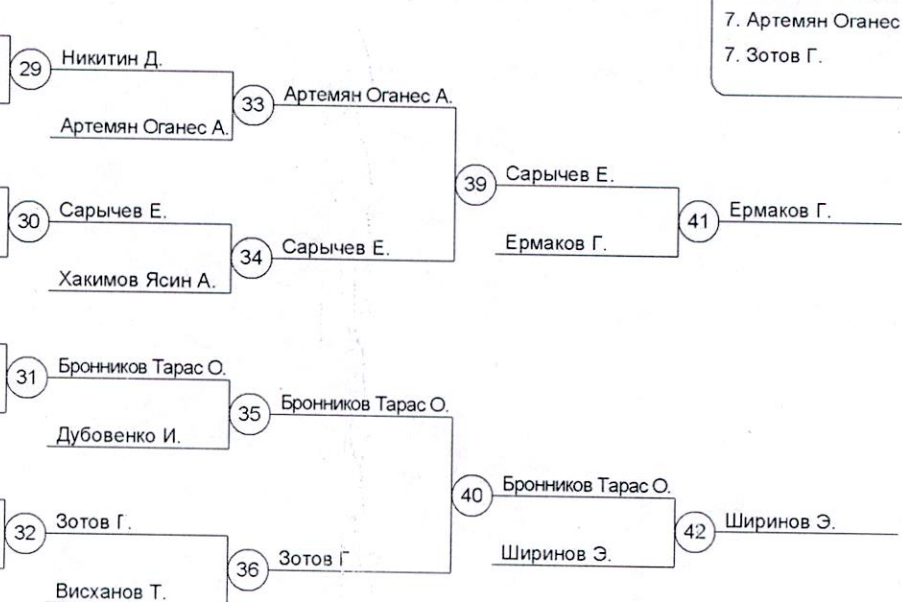 7. Артемян Оганес
7. Зотов Г.
29
Никитин Д.
Артемян Оганес А.
33
Артемян Оганес А.
30
Сарычев Е.
Хакимов Ясин А.
34
Сарычев Е.
39
Сарычев Е.
Ермаков Г.
41
Ермаков Г.
31
Бронников Тарас О.
Дубовенко И.
35
Бронников Тарас О.
32
Зотов Г.
Висханов Т.
36
Зотов Г
40
Бронников Тарас О.
Ширинов Э.
42
Ширинов Э.